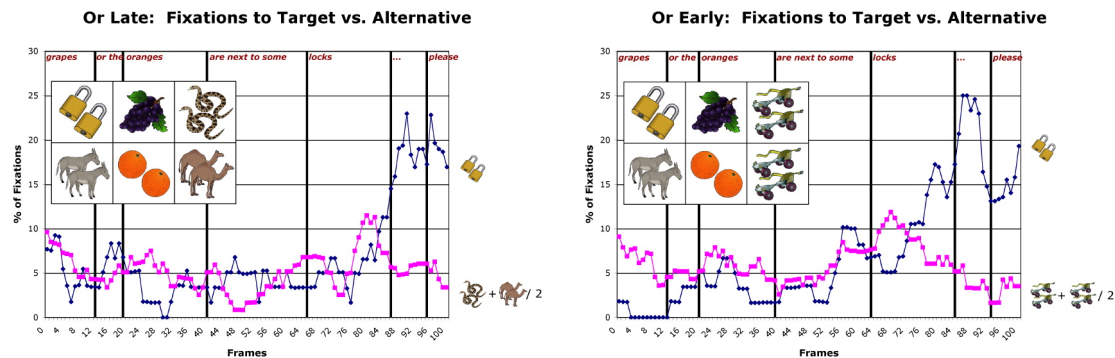 Or Late: Fixations to Target vs. Alternative
grapes or the oranges are next to some locks ... please
30
25
20
15
10
5
0
% of Fixations
0 4 8 12 16 20 24 28 32 36 40 44 48 52 56 60 64 68 72 76 80 84 88 92 96 100
Frames
+ / 2
Or Early: Fixations to Target vs. Alternative
grapes or the oranges are next to some locks ... please
30
25
20
15
10
5
0
% of Fixations
0 4 8 12 16 20 24 28 32 36 40 44 48 52 56 60 64 68 72 76 80 84 88 92 96 100
Frames
+ / 2